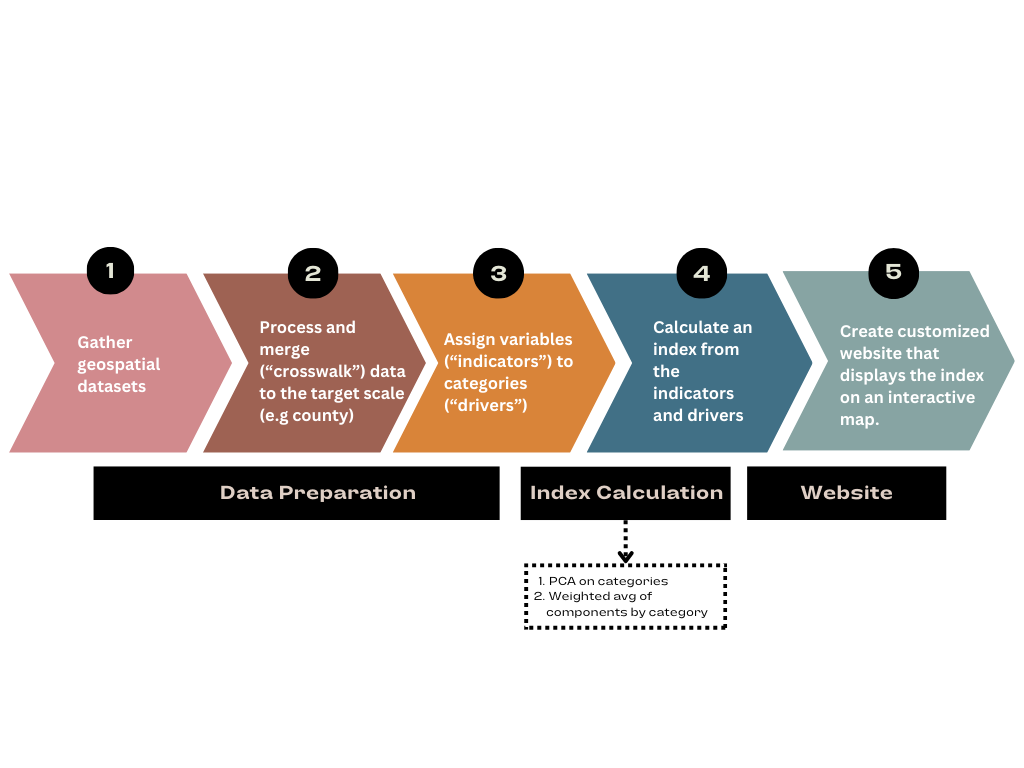 1
Gather
geospatial
datasets
2
Process and
merge
(“crosswalk”) data
to the target scale
(e.g county)
3
Assign variables
(“indicators”) to
categories
(“drivers”)
4
Calculate an
index from
the
indicators
and drivers
5
Create customized
website that
displays the index
on an interactive
map.
Data Preparation
Index Calculation
Website
1. PCA on categories
2. Weighted avg of
components by category